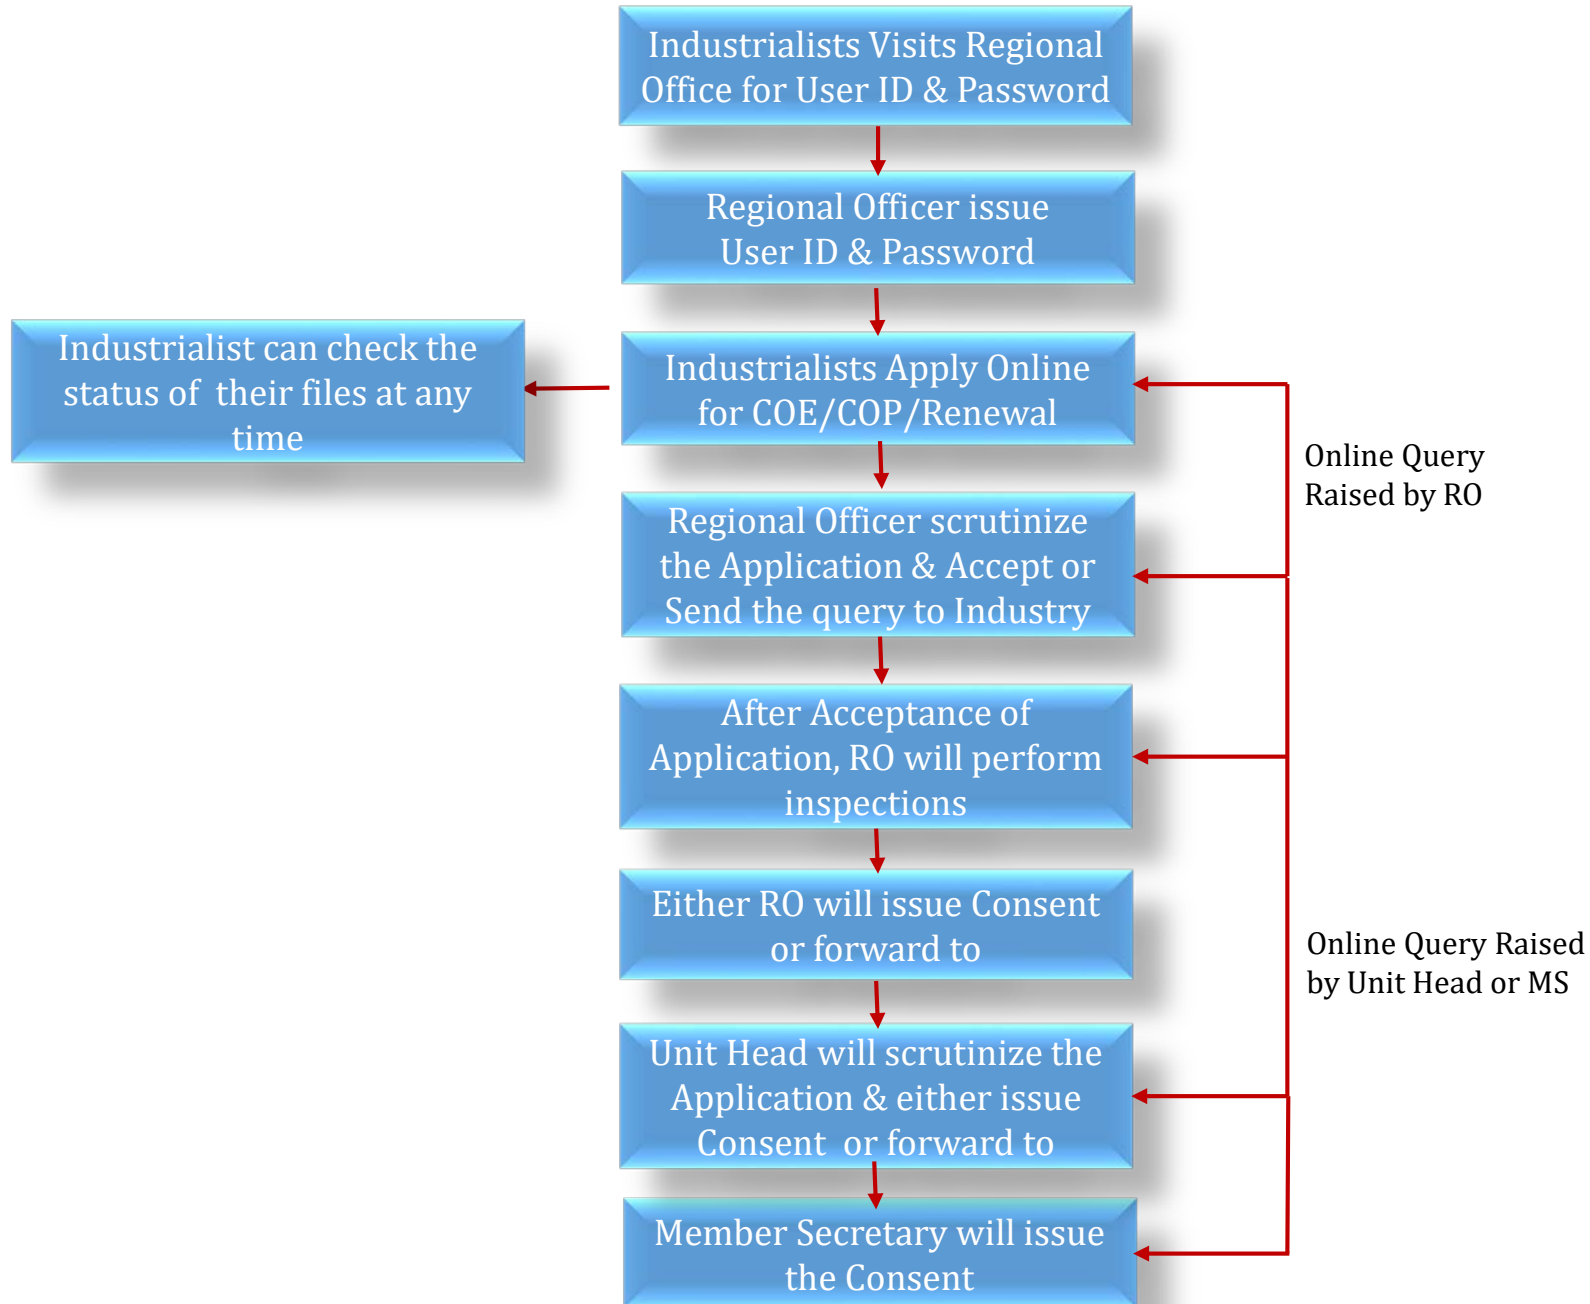 Industrialists Visits Regional
Office for User ID & Password
Regional Officer issue
User ID & Password
Industrialist can check the
status of  their files at any
time
Industrialists Apply Online
for COE/COP/Renewal
Online Query
Raised by RO
Regional Officer scrutinize
the Application & Accept or
Send the query to Industry
After Acceptance of
Application, RO will perform
inspections
Either RO will issue Consent
or forward to
Online Query Raised
by Unit Head or MS
Unit Head will scrutinize the
Application & either issue
Consent  or forward to
Member Secretary will issue
the Consent